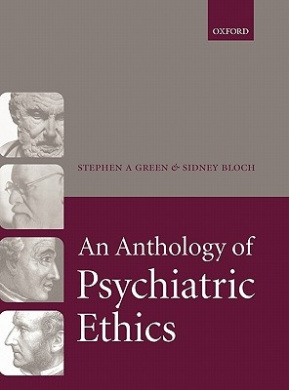 OXFORD
STEPHEN A GREEN & SIDNEY BLOCH
An Anthology of
Psychiatric
Ethics